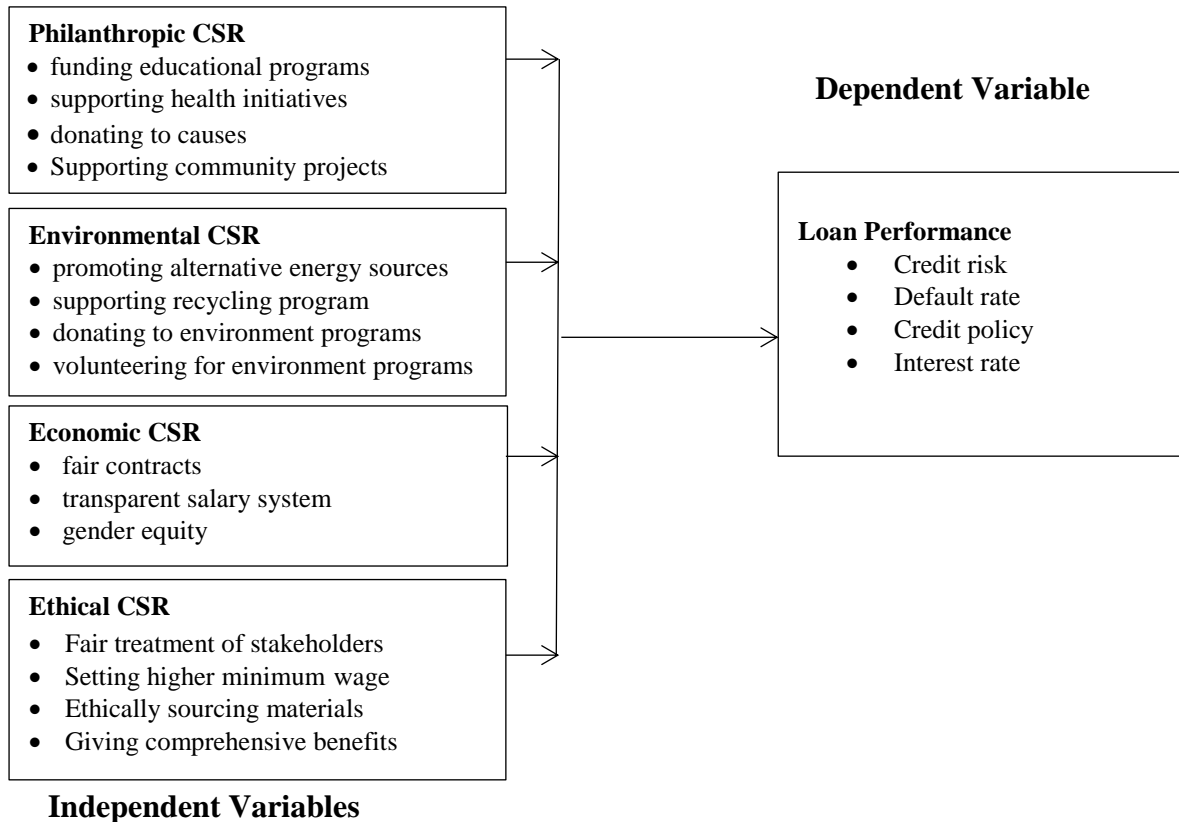 Philanthropic CSR
• funding educational programs
• supporting health initiatives
• donating to causes
• Supporting community projects
Environmental CSR
• promoting alternative energy sources
• supporting recycling program
• donating to environment programs
• volunteering for environment programs
Economic CSR
• fair contracts
• transparent salary system
• gender equity
Ethical CSR
• Fair treatment of stakeholders
• Setting higher minimum wage
• Ethically sourcing materials
• Giving comprehensive benefits
Independent Variables
Dependent Variable
Loan Performance
• Credit risk
• Default rate
• Credit policy
• Interest rate